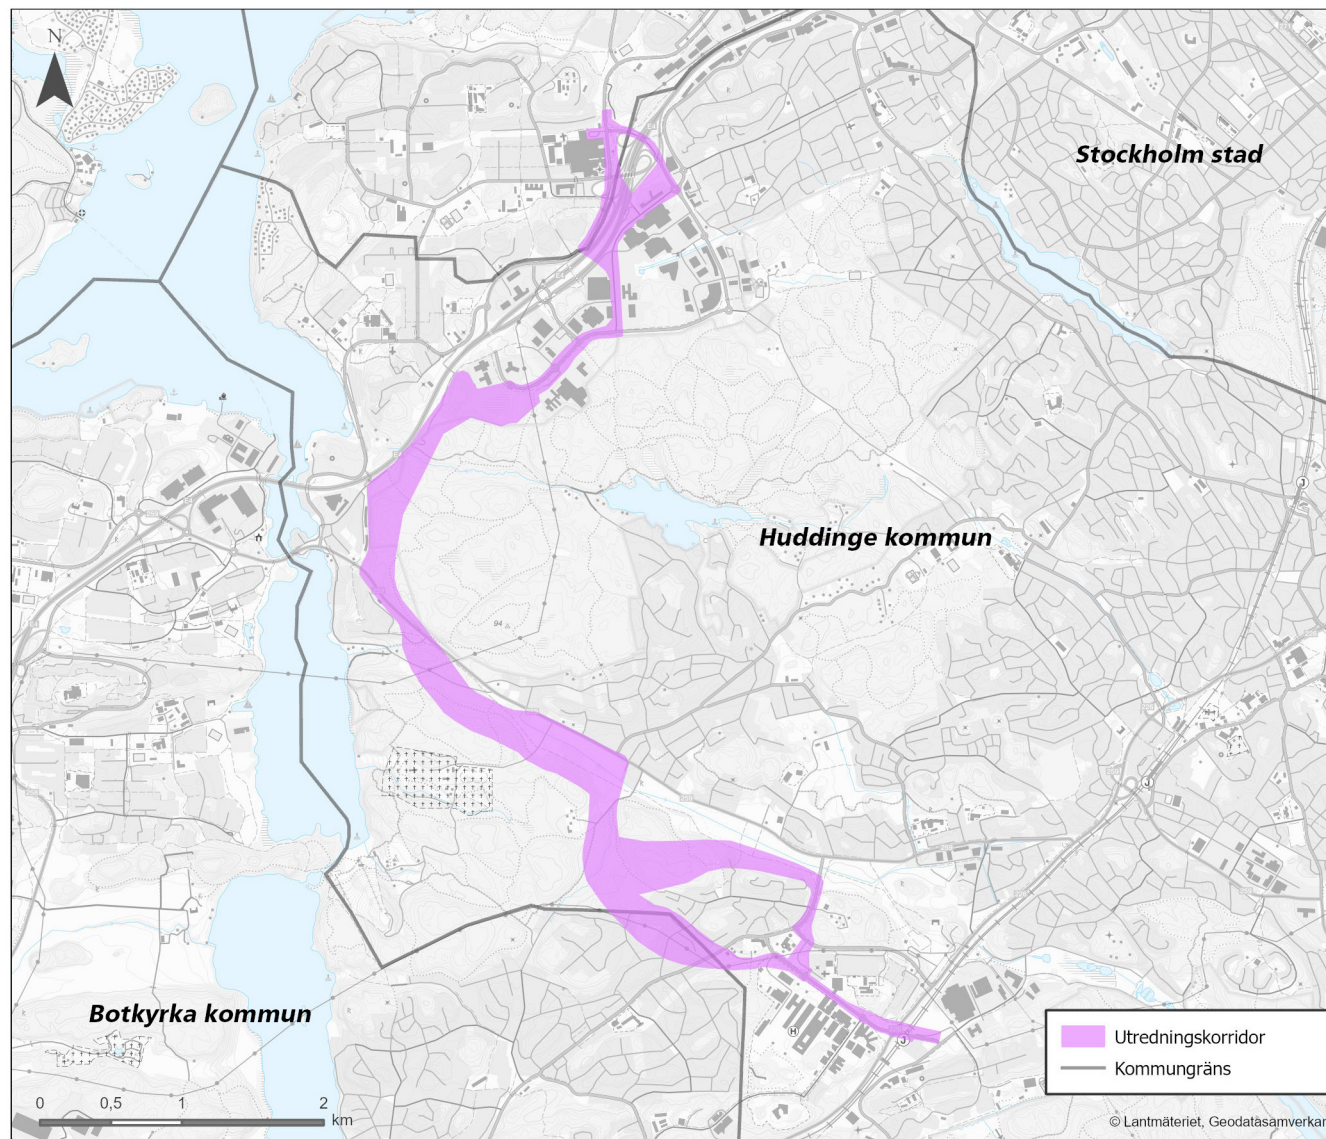 N
Stockholm stad
Huddinge kommun
94
Botkyrka kommun
H
J
J
J
Utredningskorridor
Kommungräns
0 0,5 1 2
km
© Lantmäteriet, Geodatasamverkan